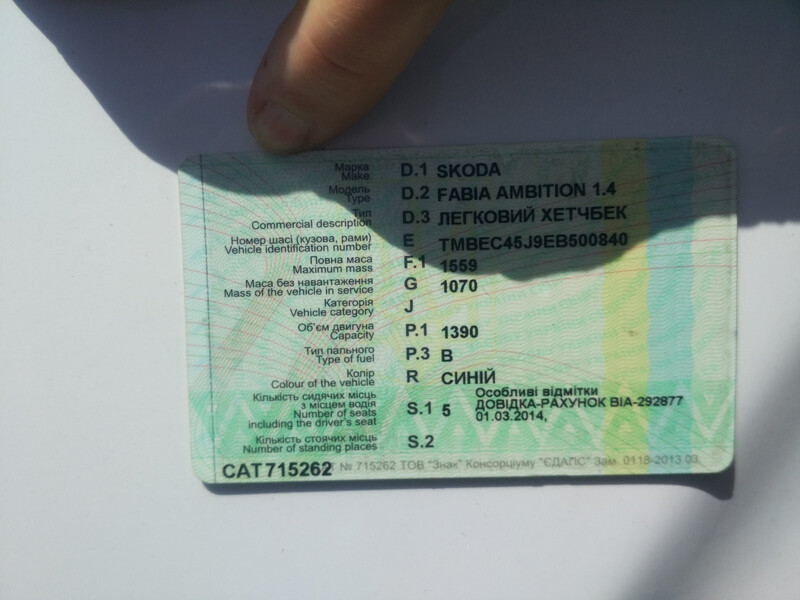 Марка
Make
D.1 SKODA
Модель
Type
D.2 FABIA AMBITION 1.4
Тип
Commercial description
D.3 ЛЕГКОВИЙ ХЕТЧБЕК
Номер шасі (кузова, рами)
Vehicle identification number
E TMBEC45J9EB500840
Повна маса
Maximum mass
F.1 1559
Маса без навантаження
Mass of the vehicle in service
G 1070
Категорія
Vehicle category
J
Об'єм двигуна
Capacity
P.1 1390
Тип пального
Type of fuel
P.3 B
Колір
Colour of the vehicle
R СИНІЙ
Кількість сидячих місць
з місцем водія
Number of seats
including the driver's seat
S.1 5
Особливі відмітки
ДОВІДКА-РАХУНОК ВІА-292877
01.03.2014,
Кількість стоячих місць
Number of standing places
S.2
САТ715262 № 715262 ТОВ "Знак" Консорціуму "ЄДАПС" Зам. 0118-2013 03